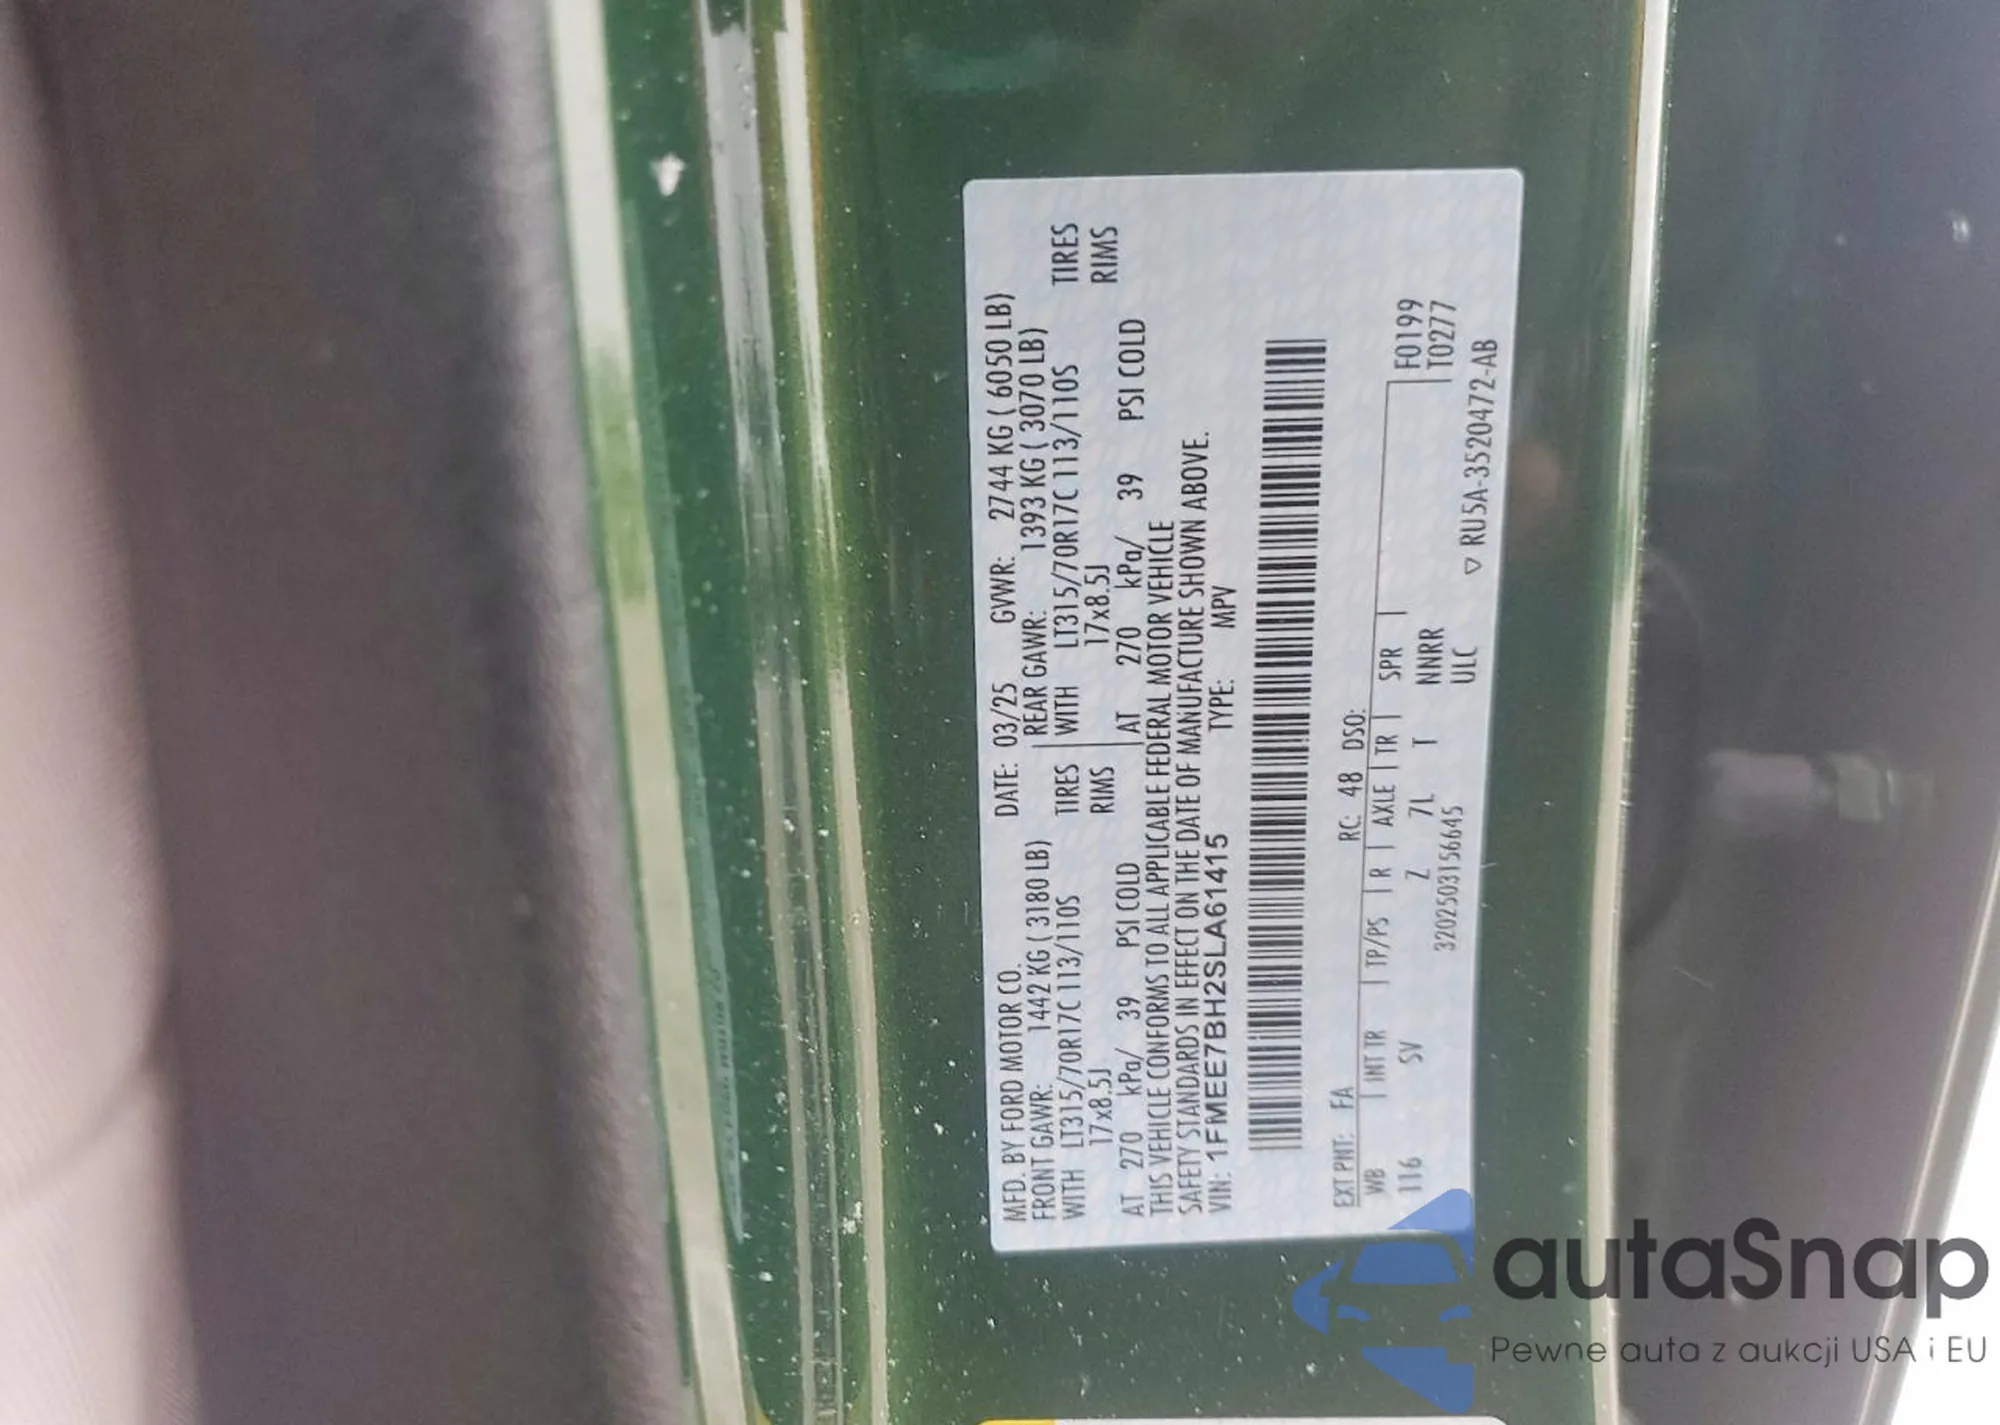 MFD. BY FORD MOTOR CO.
DATE: 03/25 GVWR: 2744 KG ( 6050 LB)
FRONT GAWR: 1442 KG ( 3180 LB) REAR GAWR: 1393 KG ( 3070 LB)
WITH LT315/70R17C 113/110S TIRES WITH LT315/70R17C 113/110S TIRES
17x8.5J RIMS 17x8.5J RIMS
AT 270 kPa/ 39 PSI COLD AT 270 kPa/ 39 PSI COLD
THIS VEHICLE CONFORMS TO ALL APPLICABLE FEDERAL MOTOR VEHICLE
SAFETY STANDARDS IN EFFECT ON THE DATE OF MANUFACTURE SHOWN ABOVE.
VIN: 1FMEE7BH2SLA61415 TYPE: MPV
EXT PNT: FA RC: 48 DSO:
WB INT TR TP/PS R AXLE TR SPR F0199
116 SV Z 7L T NNRR T0277
3202503156645 ULC
▽ RU5A-3520472-AB
autaSnap
Pewne auta z aukcji USA i EU